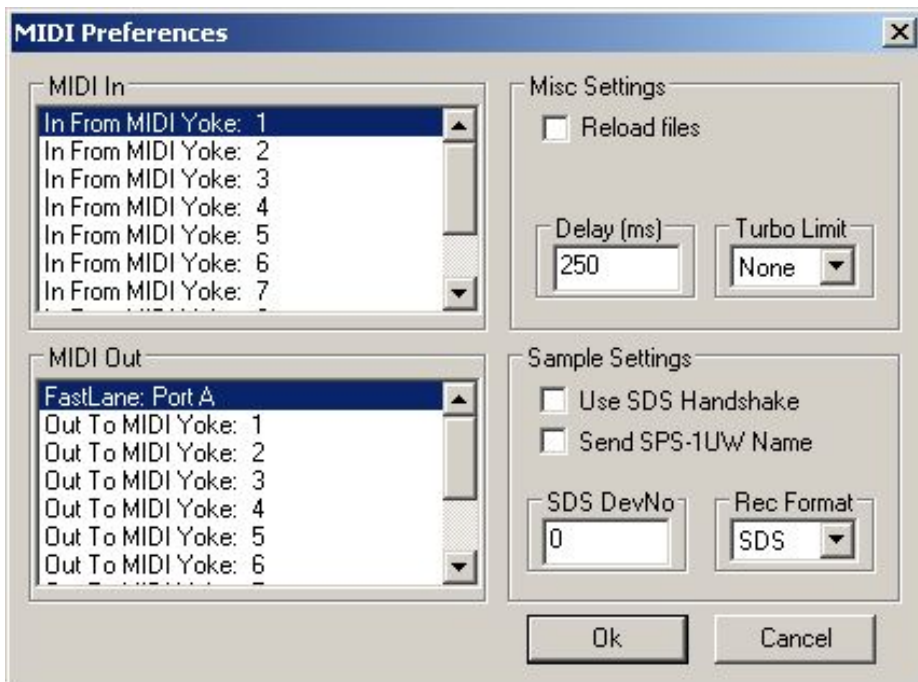 MIDI Preferences
MIDI In
In From MIDI Yoke: 1
In From MIDI Yoke: 2
In From MIDI Yoke: 3
In From MIDI Yoke: 4
In From MIDI Yoke: 5
In From MIDI Yoke: 6
In From MIDI Yoke: 7
Misc Settings
Reload files
Delay (ms)
250
Turbo Limit
None
MIDI Out
FastLane: Port A
Out To MIDI Yoke: 1
Out To MIDI Yoke: 2
Out To MIDI Yoke: 3
Out To MIDI Yoke: 4
Out To MIDI Yoke: 5
Out To MIDI Yoke: 6
Sample Settings
Use SDS Handshake
Send SPS-1UW Name
SDS DevNo
0
Rec Format
SDS
Ok
Cancel